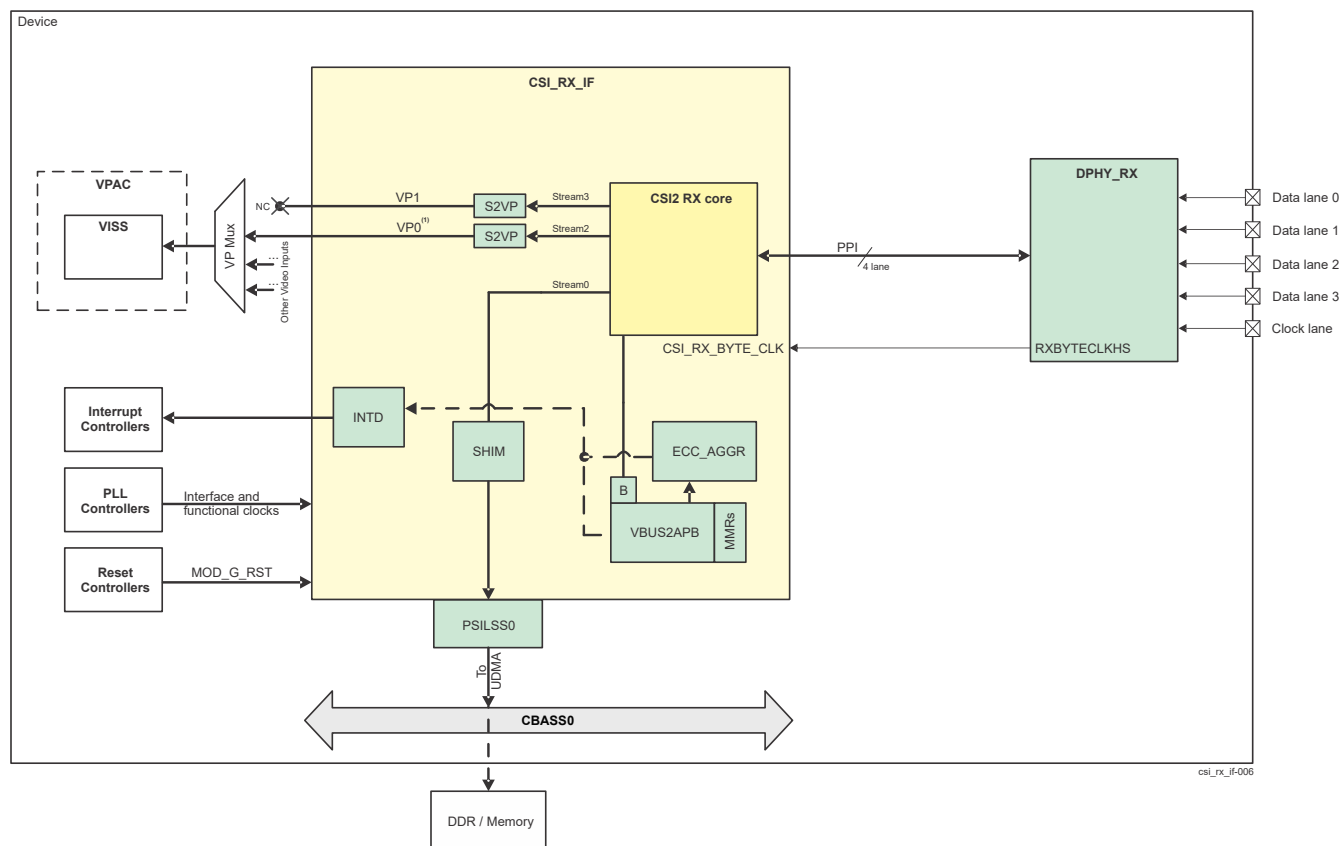 Device
CSI_RX_IF
VPAC
VISS
VP Mux
NC
VP1
VP0(1)
... Other Video Inputs
...
S2VP
S2VP
Stream3
Stream2
Stream0
CSI2 RX core
PPI
4 lane
DPHY_RX
RXBYTECLKHS
CSI_RX_BYTE_CLK
Data lane 0
Data lane 1
Data lane 2
Data lane 3
Clock lane
Interrupt
Controllers
INTD
SHIM
ECC_AGGR
B
VBUS2APB
MMRs
PLL
Controllers
Interface and
functional clocks
Reset
Controllers
MOD_G_RST
PSILSS0
To
UDMA
CBASS0
csi_rx_if-006
DDR / Memory